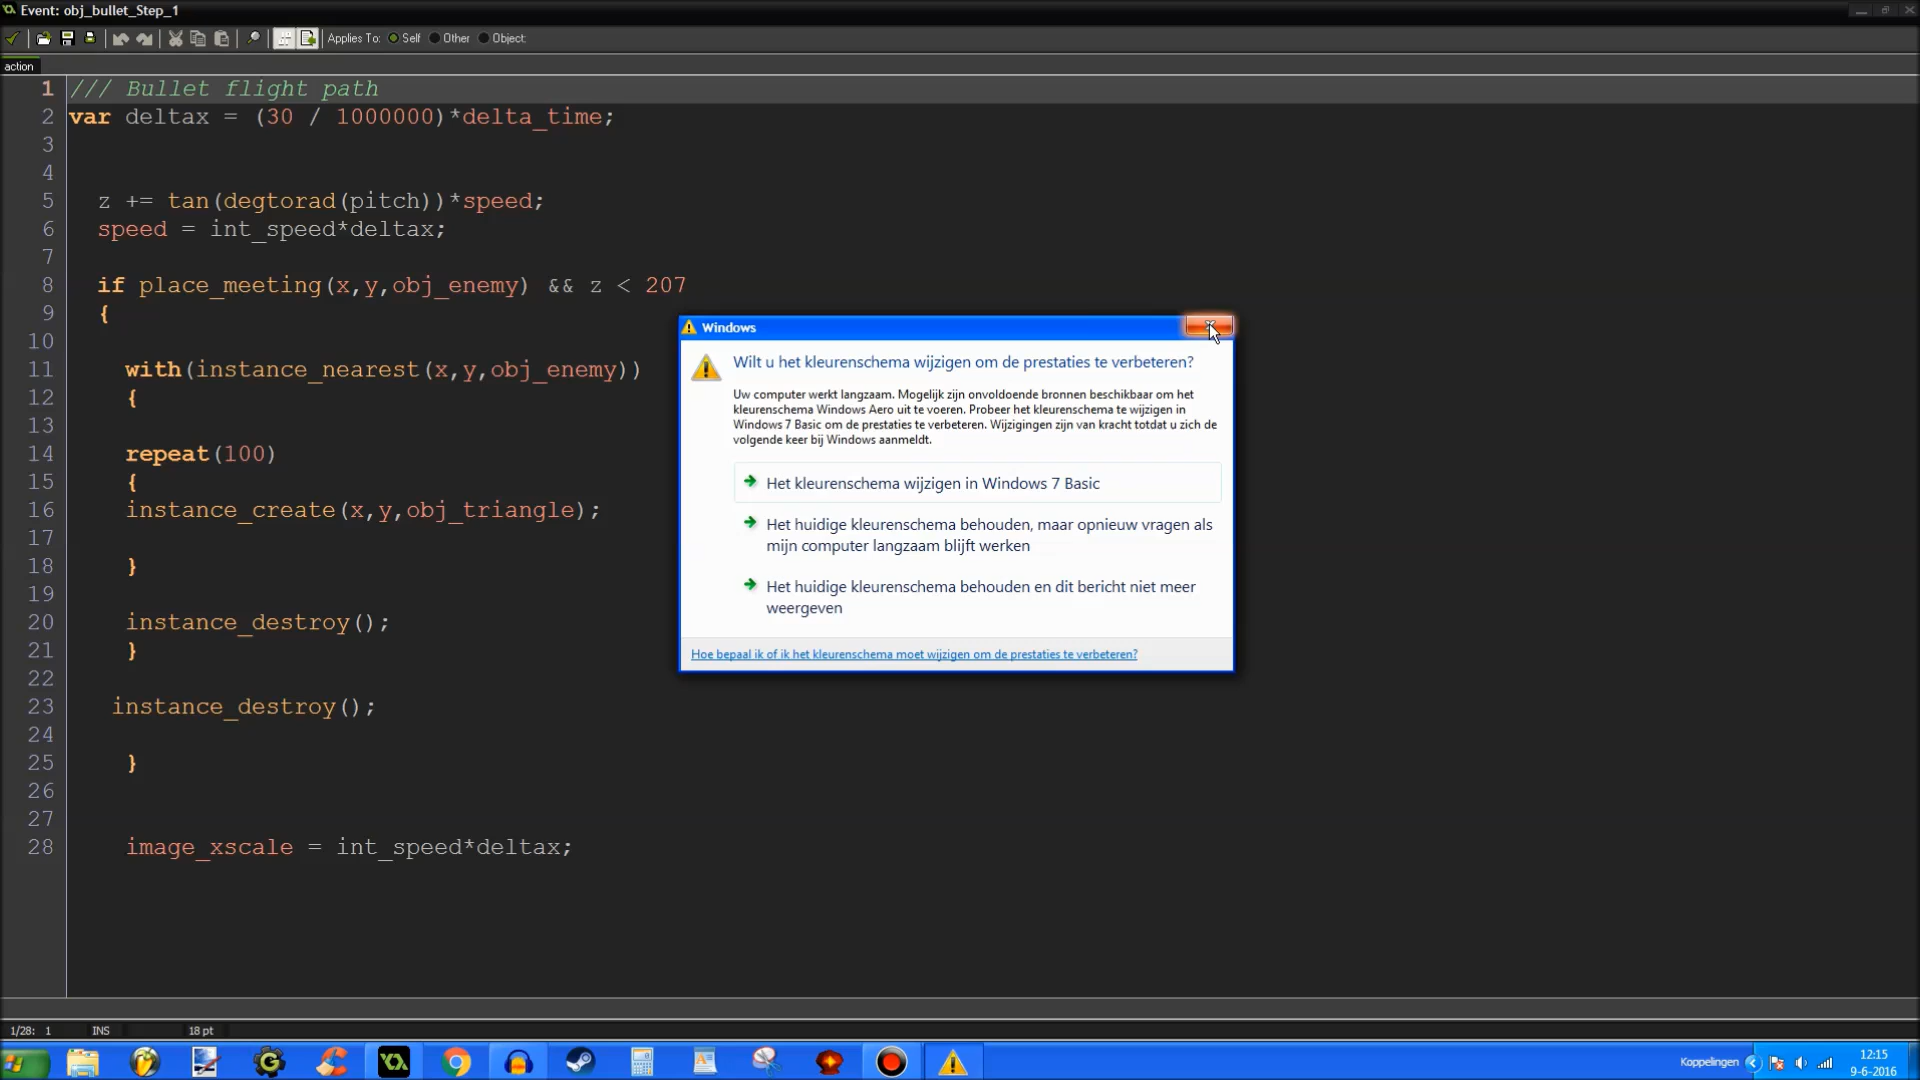 Event: obj_bullet_Step_1
Applies To: Self Other Object:
action
1 /// Bullet flight path
2 var deltax = (30 / 1000000)*delta_time;
3
4
5 z += tan(degtorad(pitch))*speed;
6 speed = int_speed*deltax;
7
8 if place_meeting(x,y,obj_enemy) && z < 207
9 {
10
11 with(instance_nearest(x,y,obj_enemy))
12 {
13
14 repeat(100)
15 {
16 instance_create(x,y,obj_triangle);
17
18 }
19
20 instance_destroy();
21 }
22
23 instance_destroy();
24
25 }
26
27
28 image_xscale = int_speed*deltax;
Windows
Wilt u het kleurenschema wijzigen om de prestaties te verbeteren?
Uw computer werkt langzaam. Mogelijk zijn onvoldoende bronnen beschikbaar om het
kleurenschema Windows Aero uit te voeren. Probeer het kleurenschema te wijzigen in
Windows 7 Basic om de prestaties te verbeteren. Wijzigingen zijn van kracht totdat u zich de
volgende keer bij Windows aanmeldt.
Het kleurenschema wijzigen in Windows 7 Basic
Het huidige kleurenschema behouden, maar opnieuw vragen als
mijn computer langzaam blijft werken
Het huidige kleurenschema behouden en dit bericht niet meer
weergeven
Hoe bepaal ik of ik het kleurenschema moet wijzigen om de prestaties te verbeteren?
1/28: 1 INS 18 pt
Koppelingen
12:15
9-6-2016